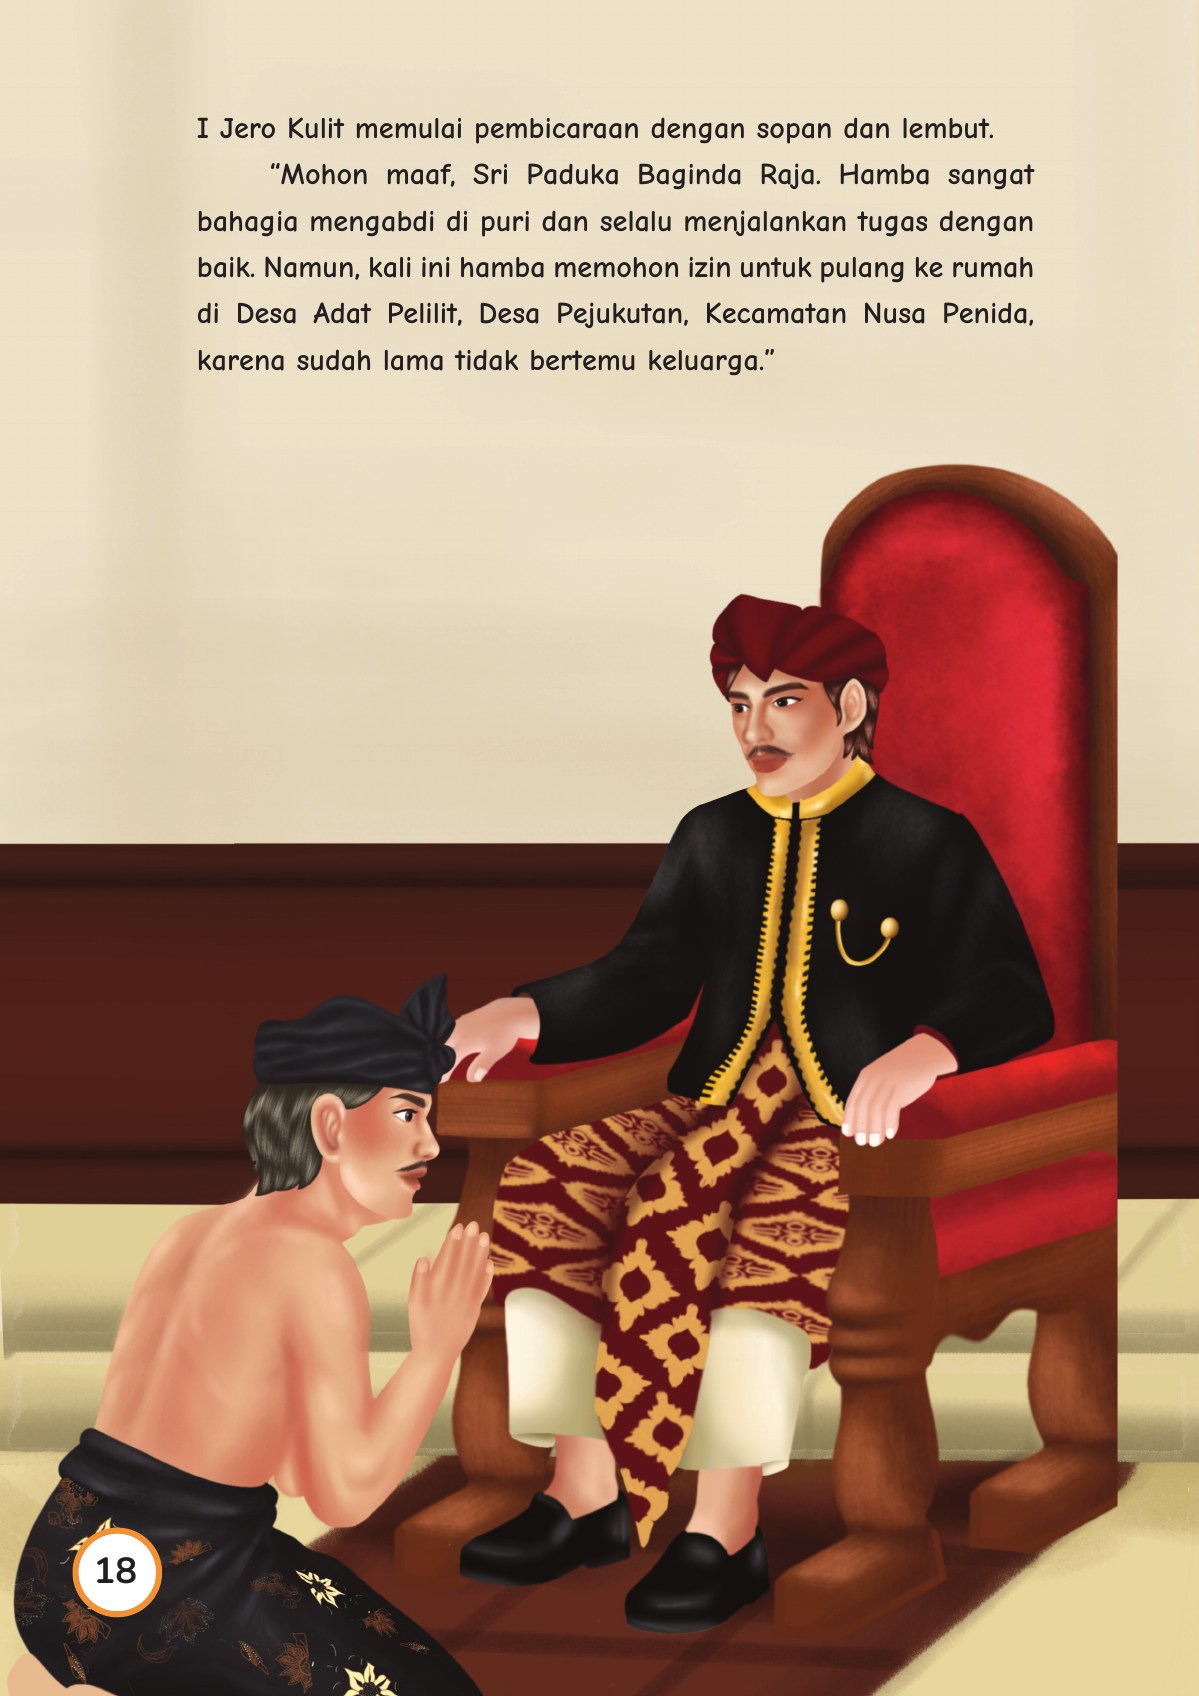 I Jero Kulit memulai pembicaraan dengan sopan dan lembut.
“Mohon maaf, Sri Paduka Baginda Raja. Hamba sangat
bahagia mengabdi di puri dan selalu menjalankan tugas dengan
baik. Namun, kali ini hamba memohon izin untuk pulang ke rumah
di Desa Adat Pelilit, Desa Pejukutan, Kecamatan Nusa Penida,
karena sudah lama tidak bertemu keluarga.”
18